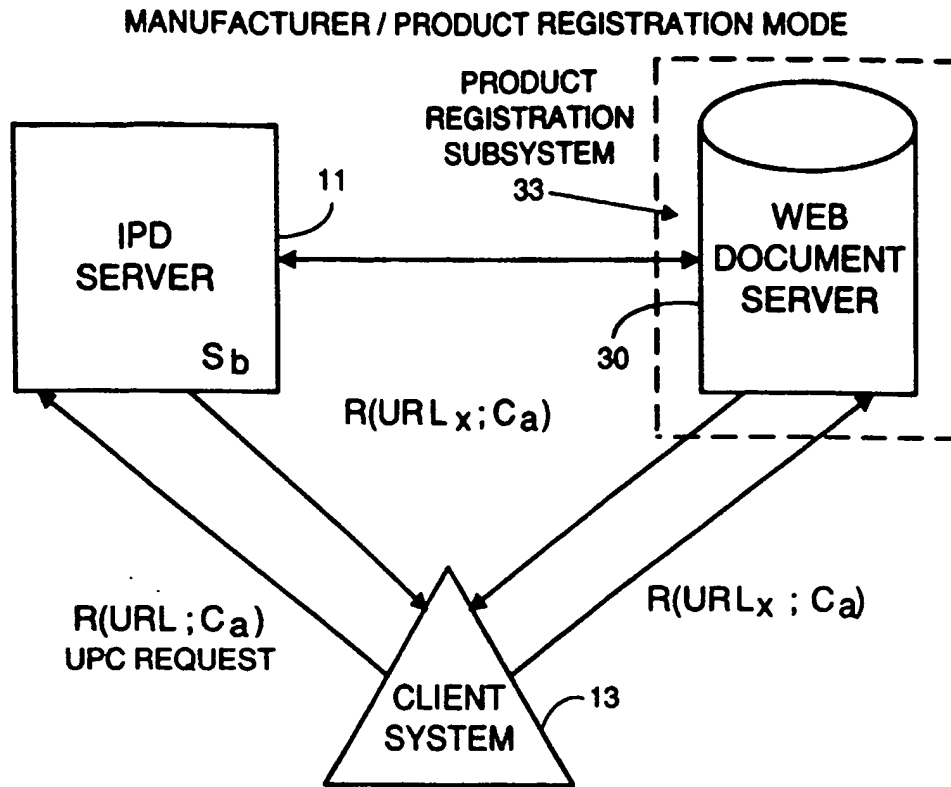 MANUFACTURER / PRODUCT REGISTRATION MODE
PRODUCT
REGISTRATION
SUBSYSTEM
33
11
IPD
SERVER
Sb
WEB
DOCUMENT
SERVER
30
R(URLx; Ca)
R(URL; Ca)
UPC REQUEST
R(URLx; Ca)
CLIENT
SYSTEM
13